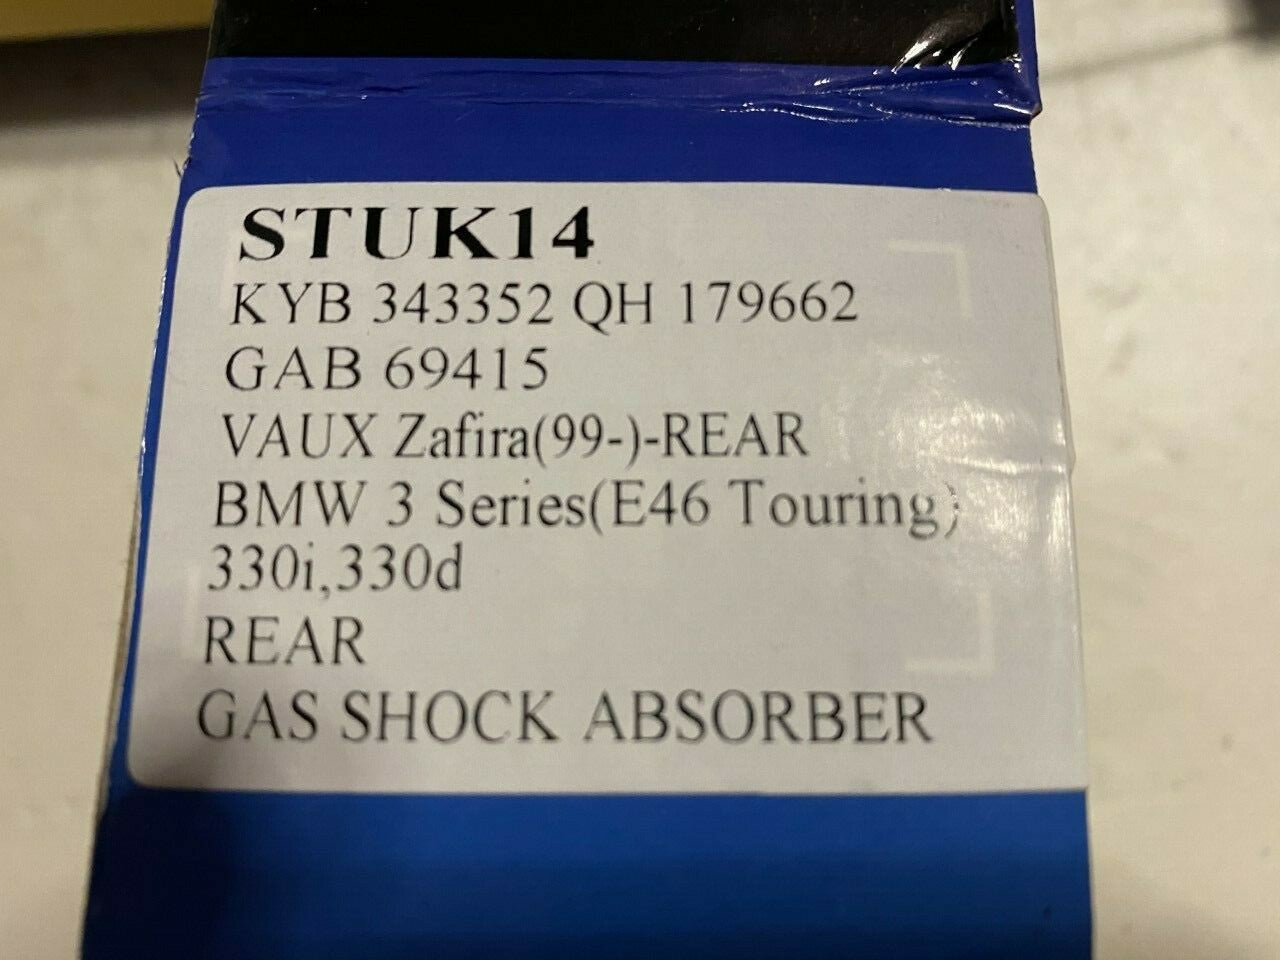 STUK14
KYB 343352 QH 179662
GAB 69415
VAUX Zafira(99-)-REAR
BMW 3 Series(E46 Touring)
330i,330d
REAR
GAS SHOCK ABSORBER